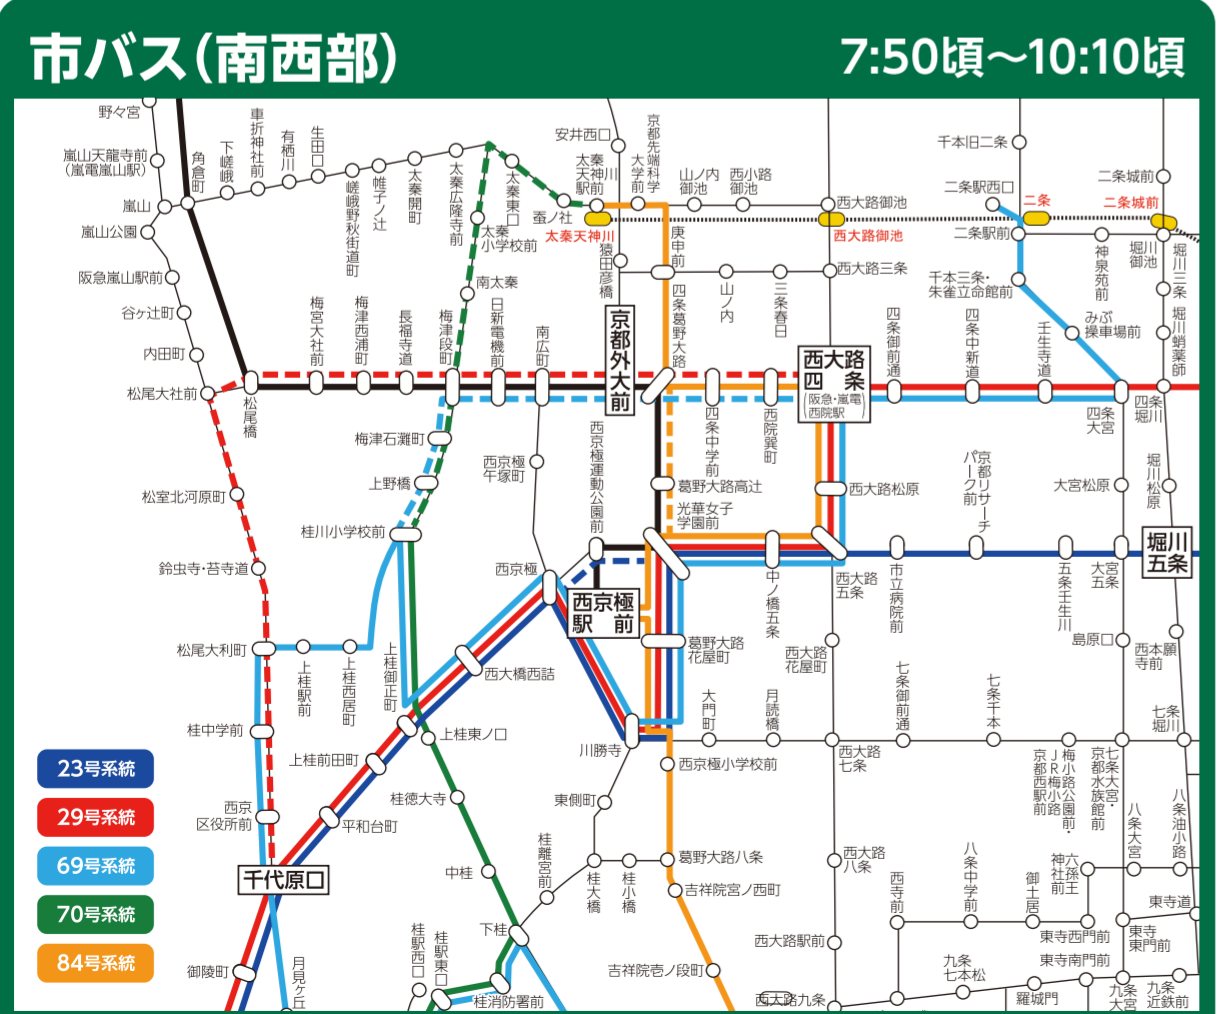 市バス(南西部)
7:50頃～10:10頃
野々宮
嵐山天龍寺前
(嵐電嵐山駅)
嵐山
嵐山公園
阪急嵐山駅前
谷ヶ辻町
内田町
松尾大社前
角倉町
下嵯峨
車折神社前
有栖川
生田口
嵯峨野秋街道町
帷子ノ辻
太秦開町
太秦広隆寺前
太秦東口
蚕ノ社
太秦
小学校前
南太秦
安井西口
太秦
天神川
駅前
太秦天神川
京都先端科学
大学前
山ノ内
御池
西小路
御池
西大路御池
西大路御池
猿田彦橋
庚申前
山ノ内
三条春日
西大路三条
四条葛野大路
千本旧二条
二条駅西口
二条
二条城前
二条城前
二条駅前
神泉苑前
堀川
御池
堀川三条
千本三条・
朱雀立命館前
みぶ
操車場前
堀川蛸薬師
梅宮大社前
梅津西浦町
長福寺道
梅津段町
日新電機前
南広町
京都外大前
西大路
四条
(阪急・嵐電
西院駅)
四条御前通
四条中新道
壬生寺道
四条
大宮
四条
堀川
松尾橋
四条中学前
西院巽町
梅津石灘町
上野橋
桂川小学校前
西京極
午塚町
西京極運動公園前
葛野大路高辻
光華女子
学園前
西大路松原
京都リサーチ
パーク前
大宮松原
堀川松原
堀川
五条
松室北河原町
鈴虫寺・苔寺道
西京極
西京極
駅前
中ノ橋五条
西大路
五条
市立病院前
五条壬生川
大宮
五条
島原口
西本願
寺前
松尾大利町
上桂駅前
上桂西居町
上桂御正町
西大橋西詰
葛野大路
花屋町
西大路
花屋町
大門町
月読橋
七条御前通
七条千本
七条
堀川
桂中学前
上桂前田町
上桂東ノ口
川勝寺
西京極小学校前
西大路
七条
梅小路公園前・
JR梅小路
京都西駅前
七条大宮・
京都水族館前
西京
区役所前
平和台町
桂徳大寺
東側町
八条大宮
八条油小路
千代原口
中桂
桂離宮前
桂大橋
桂小橋
葛野大路八条
吉祥院宮ノ西町
西大路
八条
西寺前
八条中学前
御土居
六孫王
神社前
東寺道
下桂
東寺西門前
東寺
東門前
御陵町
月見ヶ丘
桂駅西口
桂駅東口
桂消防署前
吉祥院壱ノ段町
西大路駅前
九条
七本松
東寺南門前
西大路九条
羅城門
九条
大宮
九条
近鉄前
23号系統
29号系統
69号系統
70号系統
84号系統